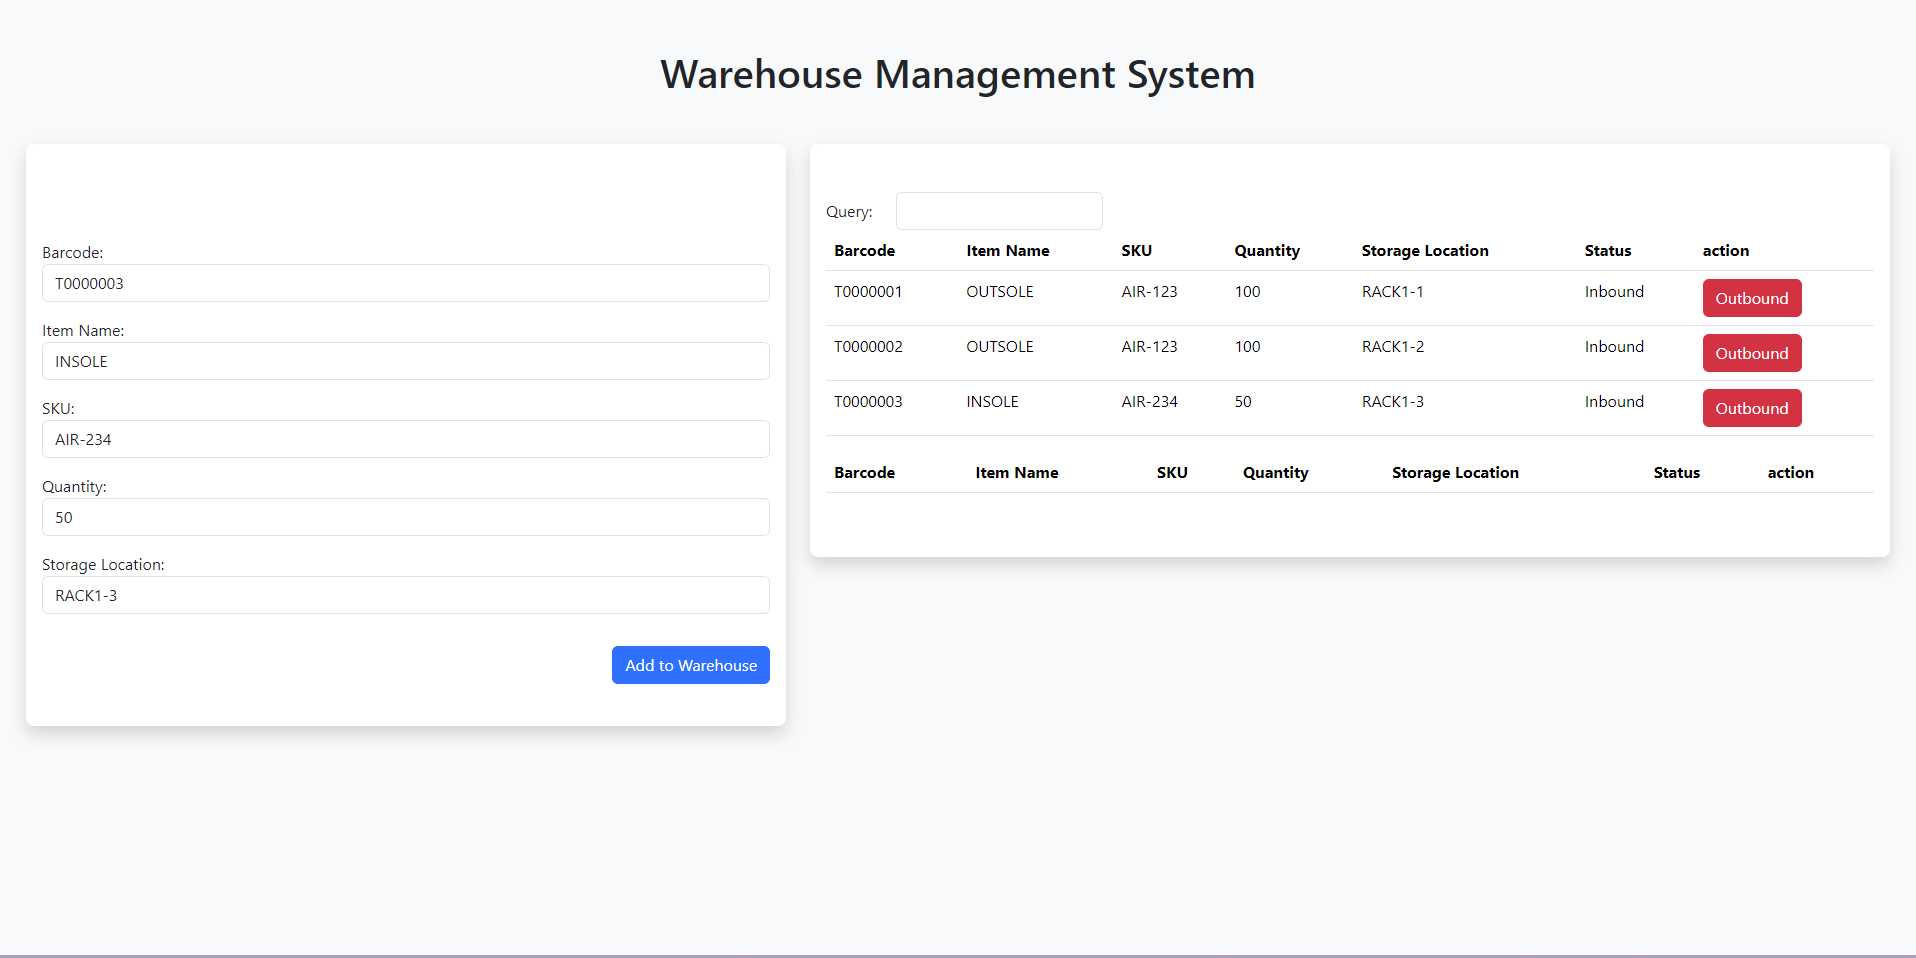 Warehouse Management System
Barcode:
T0000003
Item Name:
INSOLE
SKU:
AIR-234
Quantity:
50
Storage Location:
RACK1-3
Add to Warehouse
Query:
Barcode Item Name SKU Quantity Storage Location Status action
T0000001 OUTSOLE AIR-123 100 RACK1-1 Inbound Outbound
T0000002 OUTSOLE AIR-123 100 RACK1-2 Inbound Outbound
T0000003 INSOLE AIR-234 50 RACK1-3 Inbound Outbound
Barcode Item Name SKU Quantity Storage Location Status action